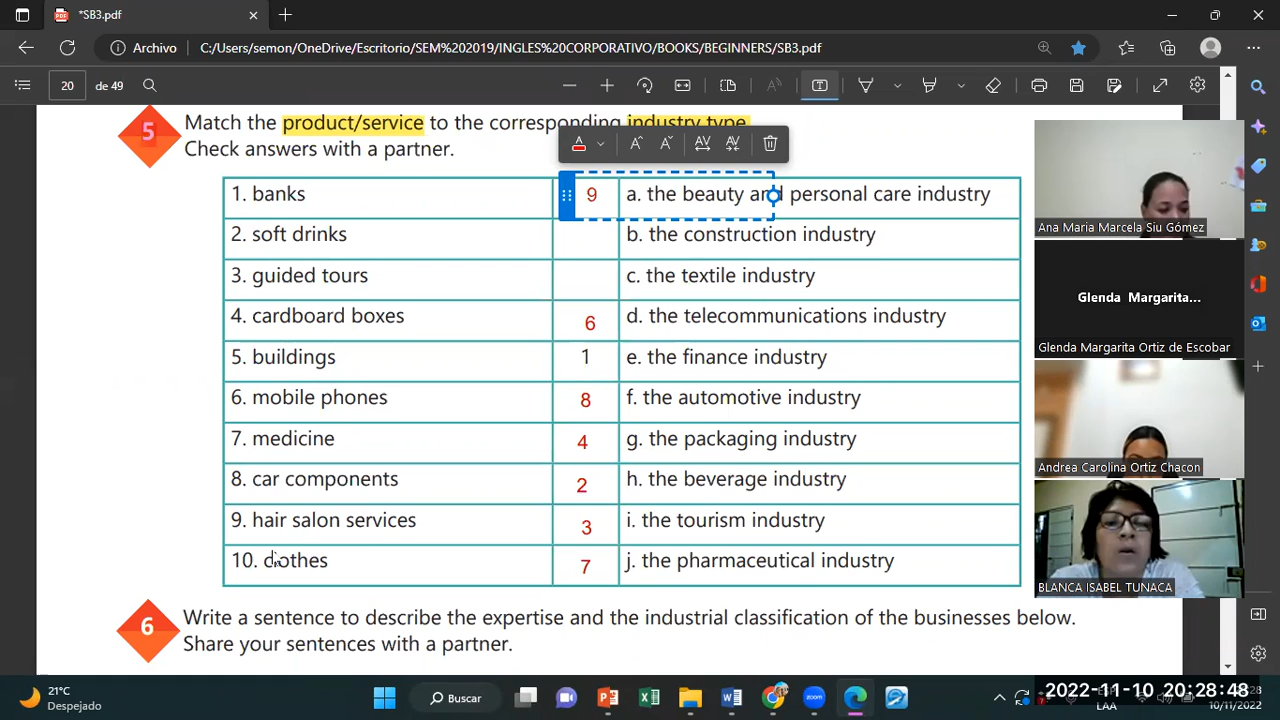 *SB3.pdf
Archivo
C:/Users/semon/OneDrive/Escritorio/SEM%202019/INGLES%20CORPORATIVO/BOOKS/BEGINNERS/SB3.pdf
20 de 49
5 Match the product/service to the corresponding industry type.
Check answers with a partner.
1. banks 9 a. the beauty and personal care industry
2. soft drinks b. the construction industry
3. guided tours c. the textile industry
4. cardboard boxes 6 d. the telecommunications industry
5. buildings 1 e. the finance industry
6. mobile phones 8 f. the automotive industry
7. medicine 4 g. the packaging industry
8. car components 2 h. the beverage industry
9. hair salon services 3 i. the tourism industry
10. clothes 7 j. the pharmaceutical industry
6 Write a sentence to describe the expertise and the industrial classification of the businesses below.
Share your sentences with a partner.
Ana Maria Marcela Siu Gómez
Glenda Margarita...
Glenda Margarita Ortiz de Escobar
Andrea Carolina Ortiz Chacon
BLANCA ISABEL TUNACA
21°C
Despejado
Buscar
LAA
10/11/2022
2022-11-10 20:28:48